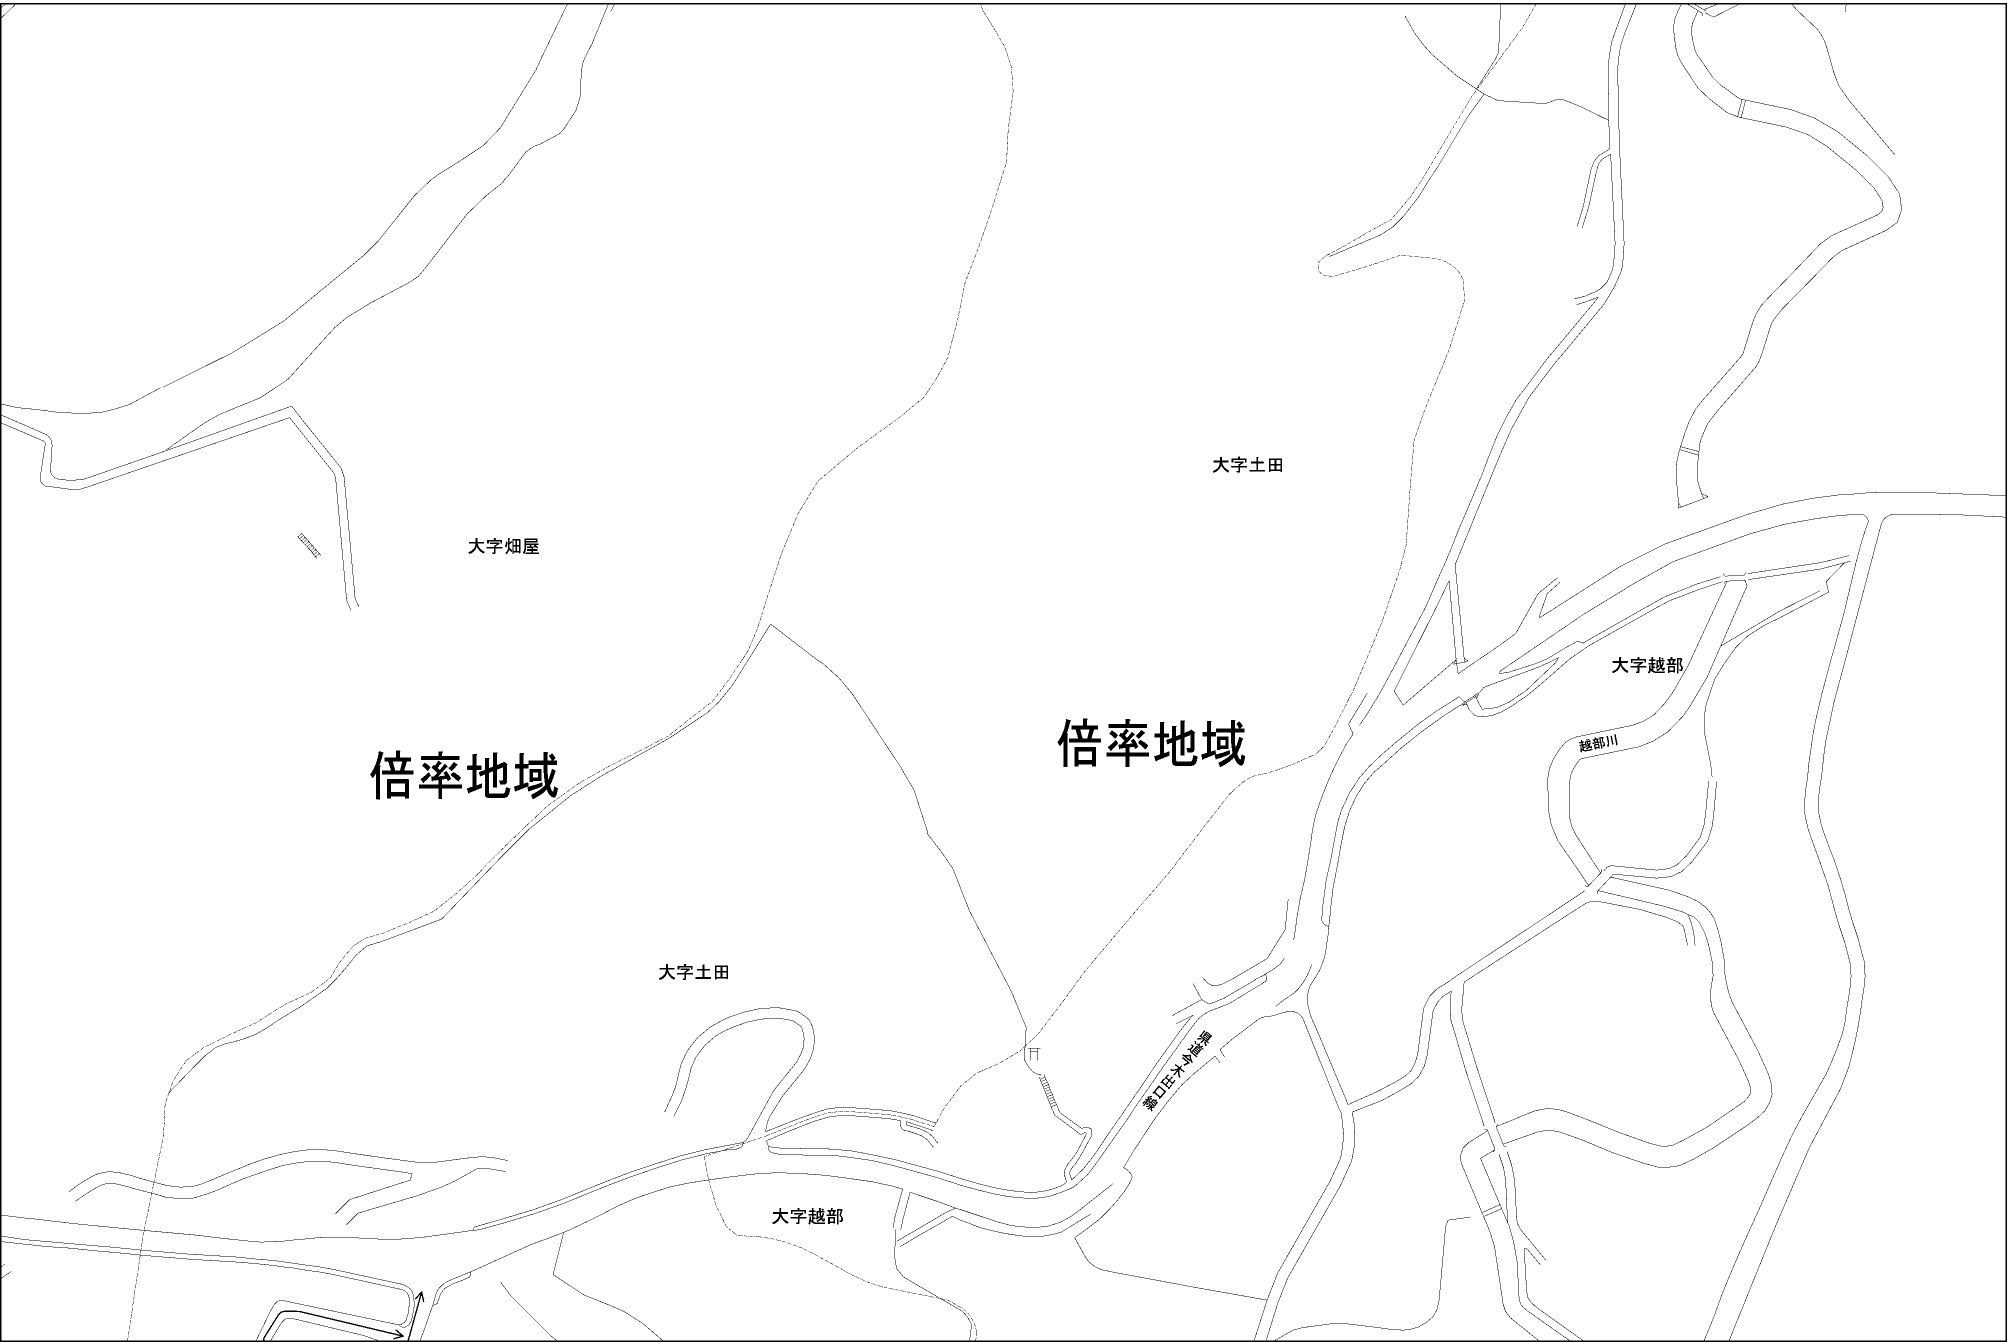 大字土田
大字畑屋
大字越部
越部川
倍率地域
倍率地域
大字土田
県道今木出口線
大字越部